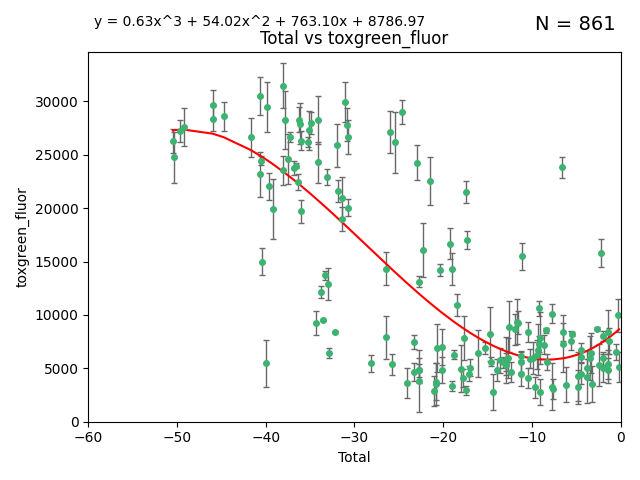 y = 0.63x^3 + 54.02x^2 + 763.10x + 8786.97
N = 861
Total vs toxgreen_fluor
30000
25000
20000
15000
10000
5000
0
toxgreen_fluor
−60
−50
−40
−30
−20
−10
0
Total